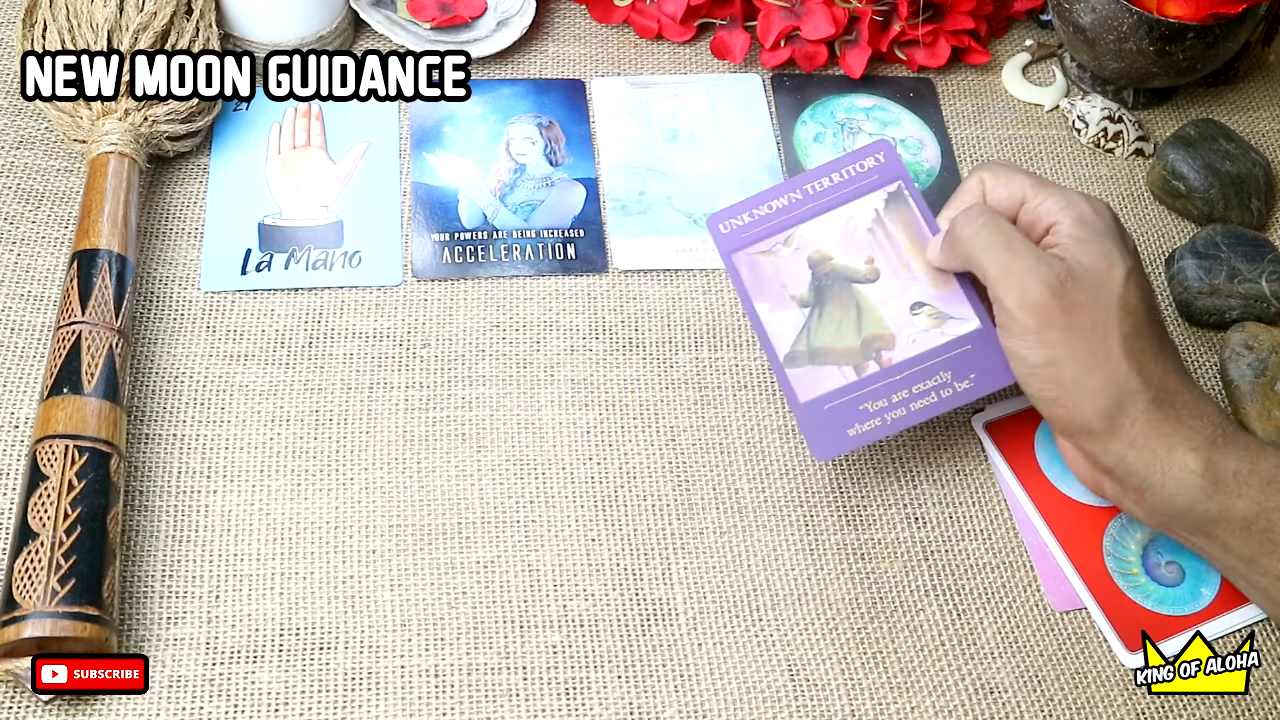 NEW MOON GUIDANCE
21
La Mano
YOUR POWERS ARE BEING INCREASED
ACCELERATION
UNKNOWN TERRITORY
"You are exactly
where you need to be."
SUBSCRIBE
KING OF ALOHA